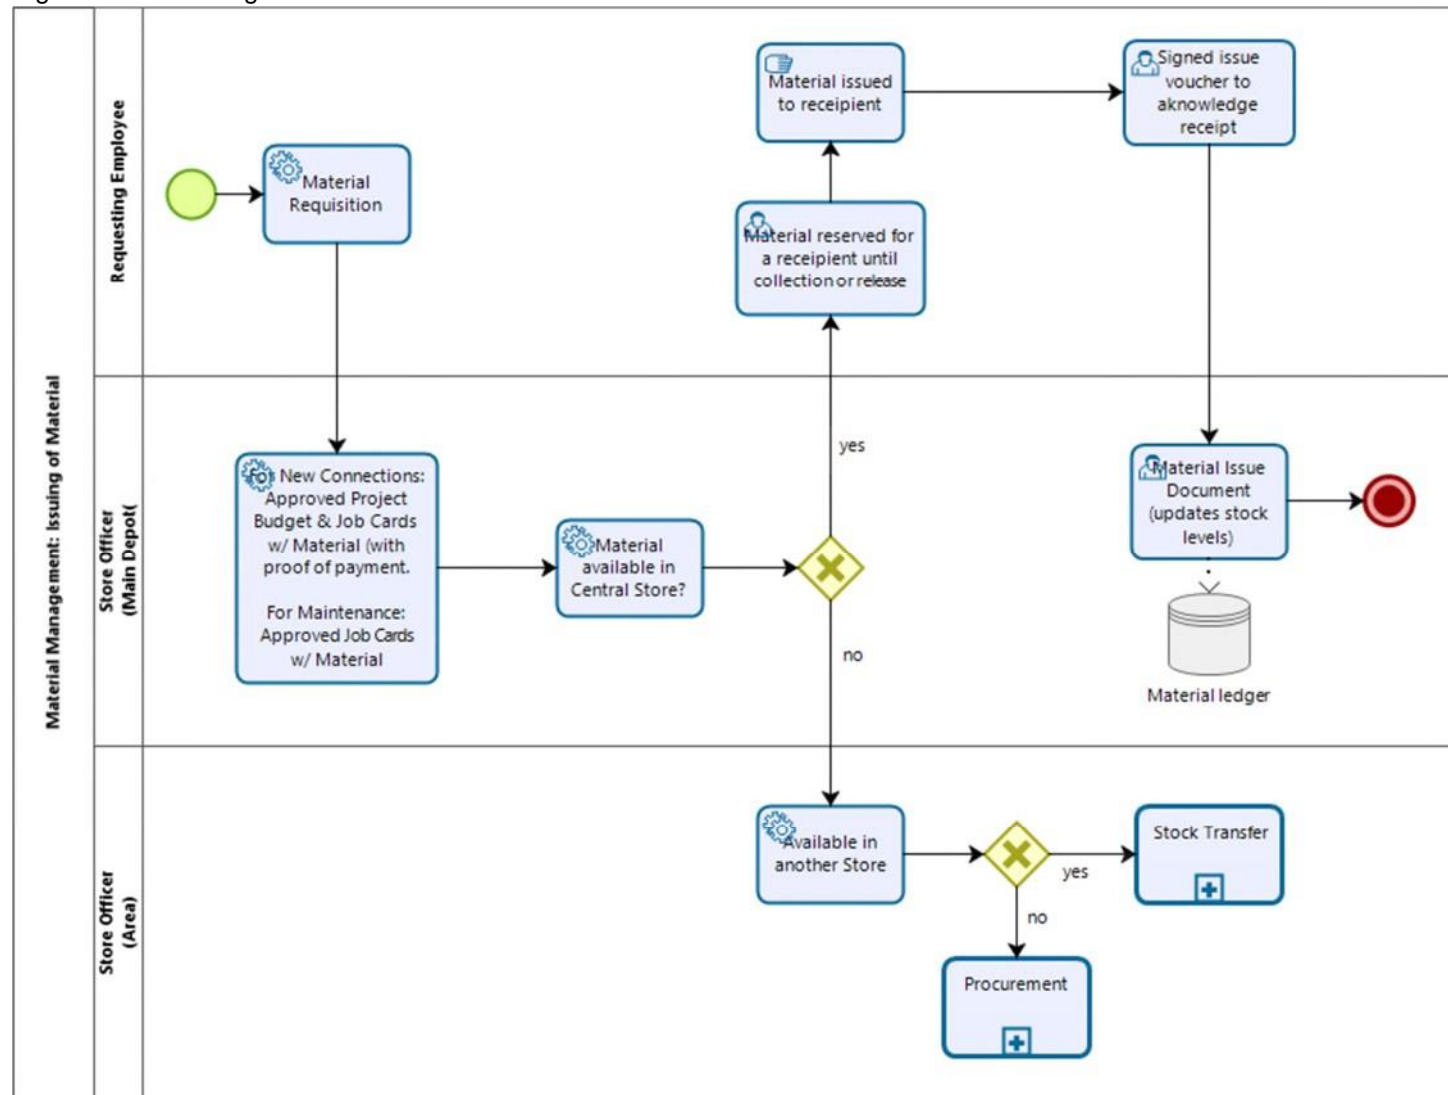 Material Management: Issuing of Material
Requesting Employee
Material
Requisition
Material issued
to receipient
Signed issue
voucher to
aknowledge
receipt
Material reserved for
a receipient until
collection or release
Store Officer
(Main Depot(
For New Connections:
Approved Project
Budget & Job Cards
w/ Material (with
proof of payment.
For Maintenance:
Approved Job Cards
w/ Material
Material
available in
Central Store?
yes
no
Material Issue
Document
(updates stock
levels)
Material ledger
Store Officer
(Area)
Available in
another Store
yes
no
Stock Transfer
Procurement